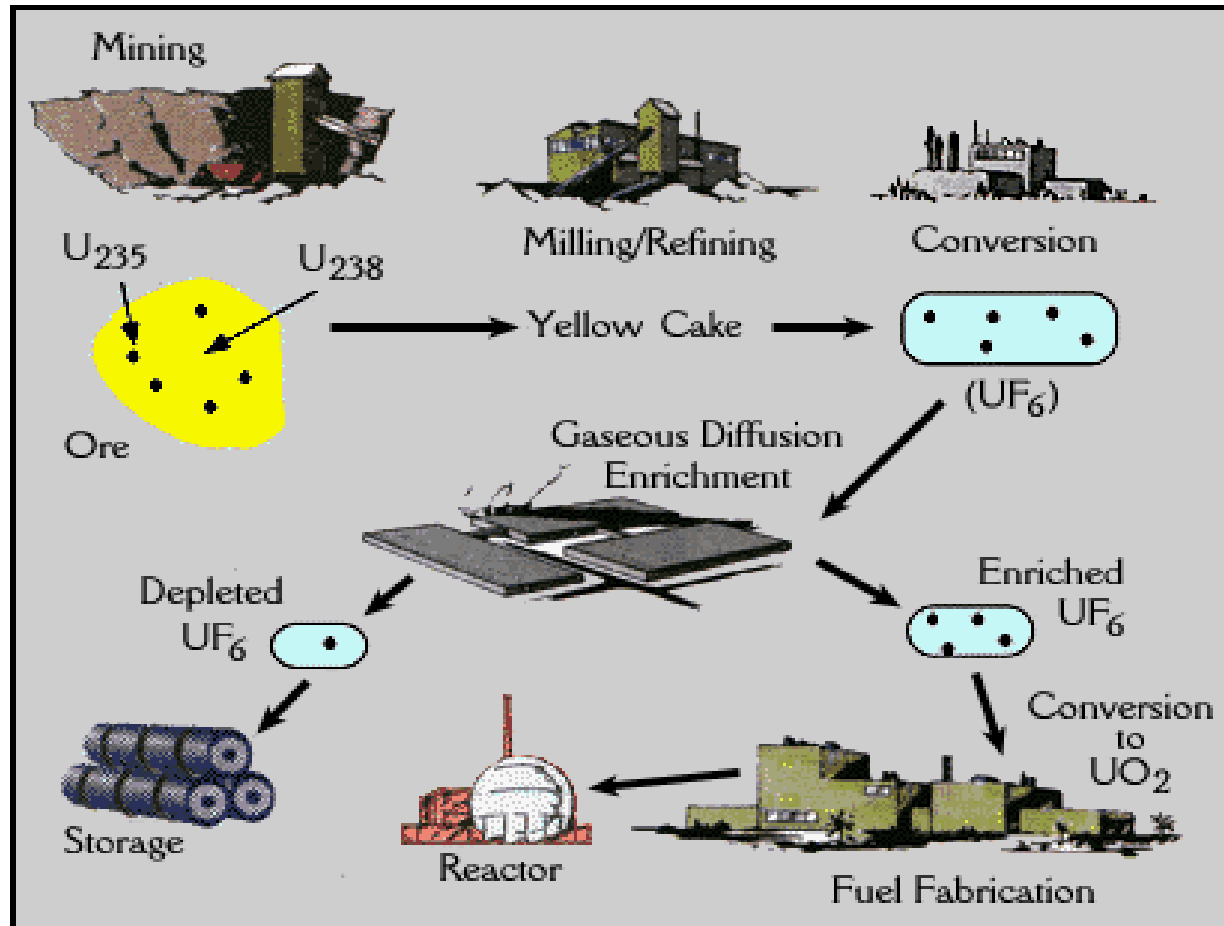 Mining
Milling/Refining
Conversion
U235
U238
Ore
Yellow Cake
(UF6)
Gaseous Diffusion
Enrichment
Depleted
UF6
Enriched
UF6
Storage
Reactor
Conversion
to
UO2
Fuel Fabrication